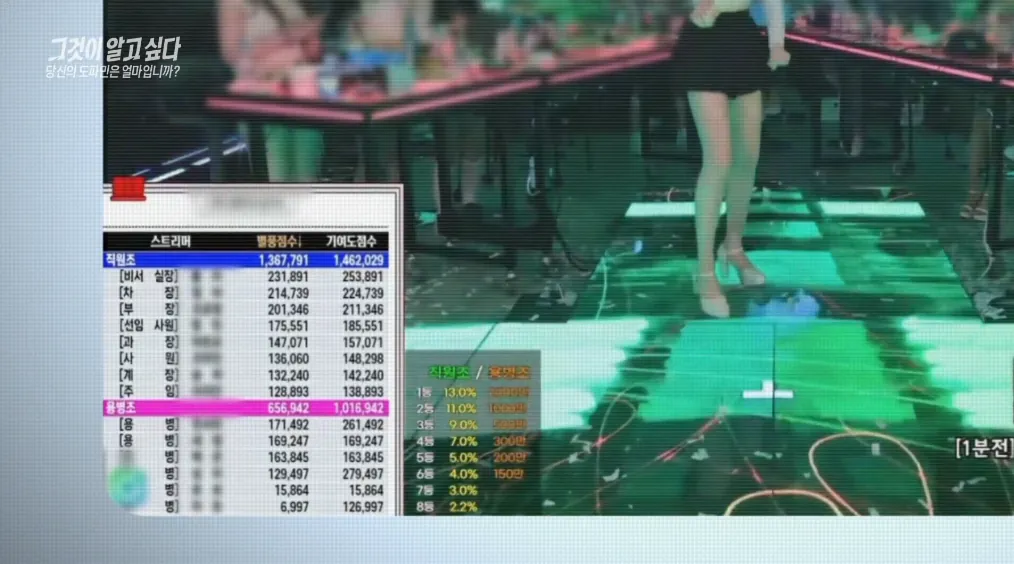 그것이 알고 싶다
당신의 도파민은 얼마입니까?
스트리머 별풍점수↓ 기여도점수
직원조 1,367,791 1,462,029
[비서 실장] 231,891 253,891
[차 장] 214,739 224,739
[부 장] 201,346 211,346
[선임 사원] 175,551 185,551
[과 장] 147,071 157,071
[사 원] 136,060 148,298
[계 장] 132,240 142,240
[주 임] 128,893 138,893
용병조 656,942 1,016,942
[용 병] 171,492 261,492
[용 병] 169,247 169,247
병] 163,845 163,845
병] 129,497 279,497
병] 15,864 15,864
병] 6,997 126,997
직원조 / 용병조
1등 13.0%
2등 11.0%
3등 9.0%
4등 7.0% 300만
5등 5.0% 200만
6등 4.0% 150만
7등 3.0%
8등 2.2%
[1분전]